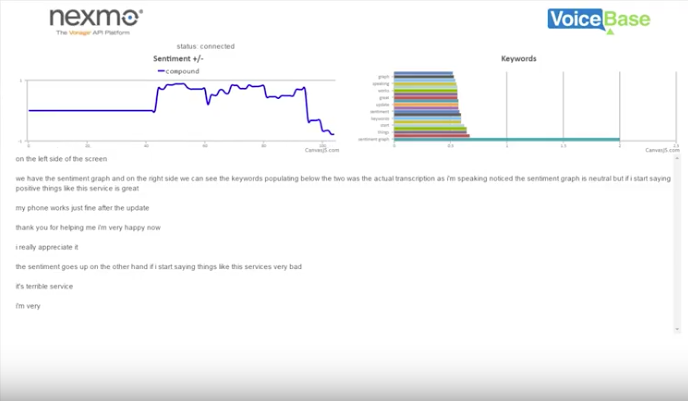 nexmo
The Vonage API Platform
VoiceBase
status: connected
Sentiment +/-
compound
1
-1
0
20
40
60
80
100
CanvasJS.com
Keywords
graph
speaking
works
great
update
sentiment
keywords
start
things
sentiment graph
0
0.5
1
1.5
2
2.5
CanvasJS.com
on the left side of the screen
we have the sentiment graph and on the right side we can see the keywords populating below the two was the actual transcription as i'm speaking noticed the sentiment graph is neutral but if i start saying
positive things like this service is great
my phone works just fine after the update
thank you for helping me i'm very happy now
i really appreciate it
the sentiment goes up on the other hand if i start saying things like this services very bad
it's terrible service
i'm very